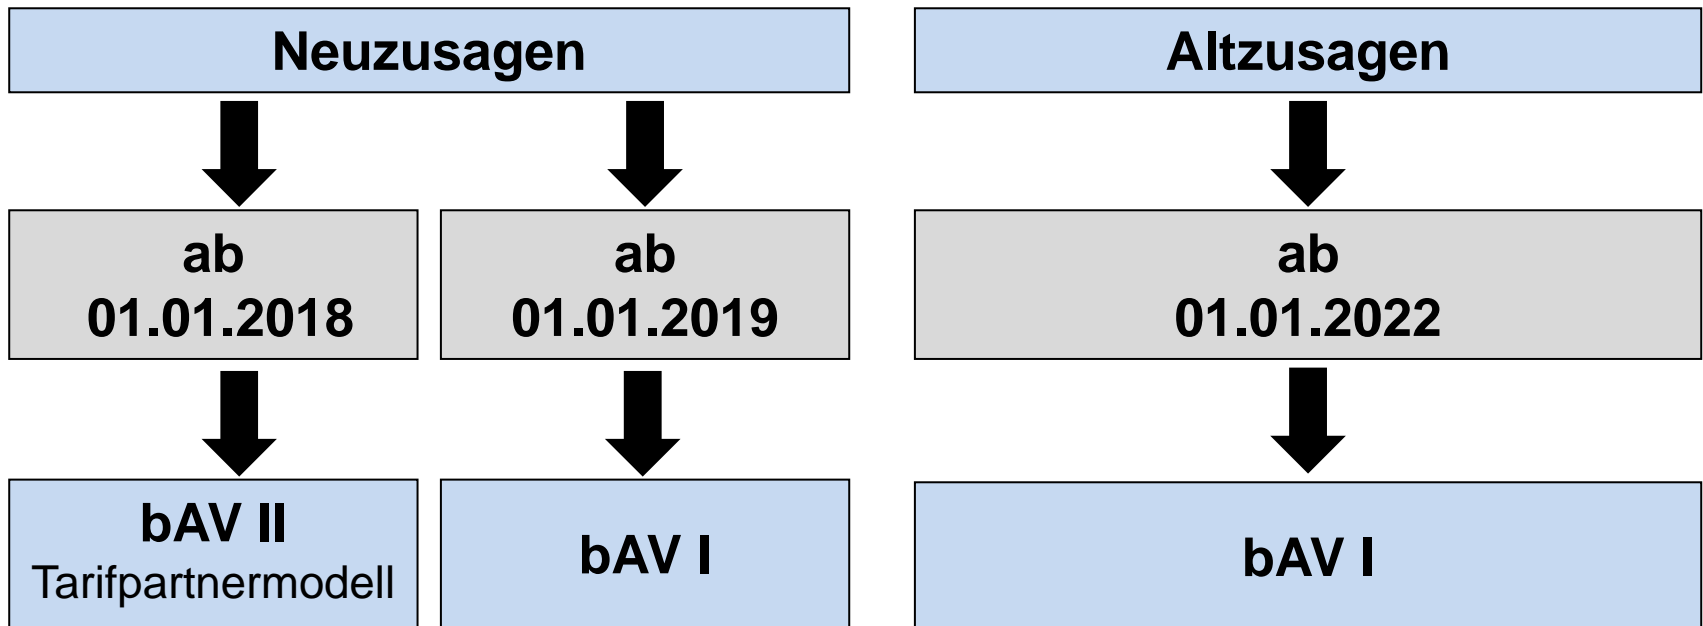 Neuzusagen
Altzusagen
ab
01.01.2018
ab
01.01.2019
ab
01.01.2022
bAV II
Tarifpartnermodell
bAV I
bAV I